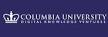 COLUMBIA UNIVERSITY
DIGITAL KNOWLEDGE VENTURES